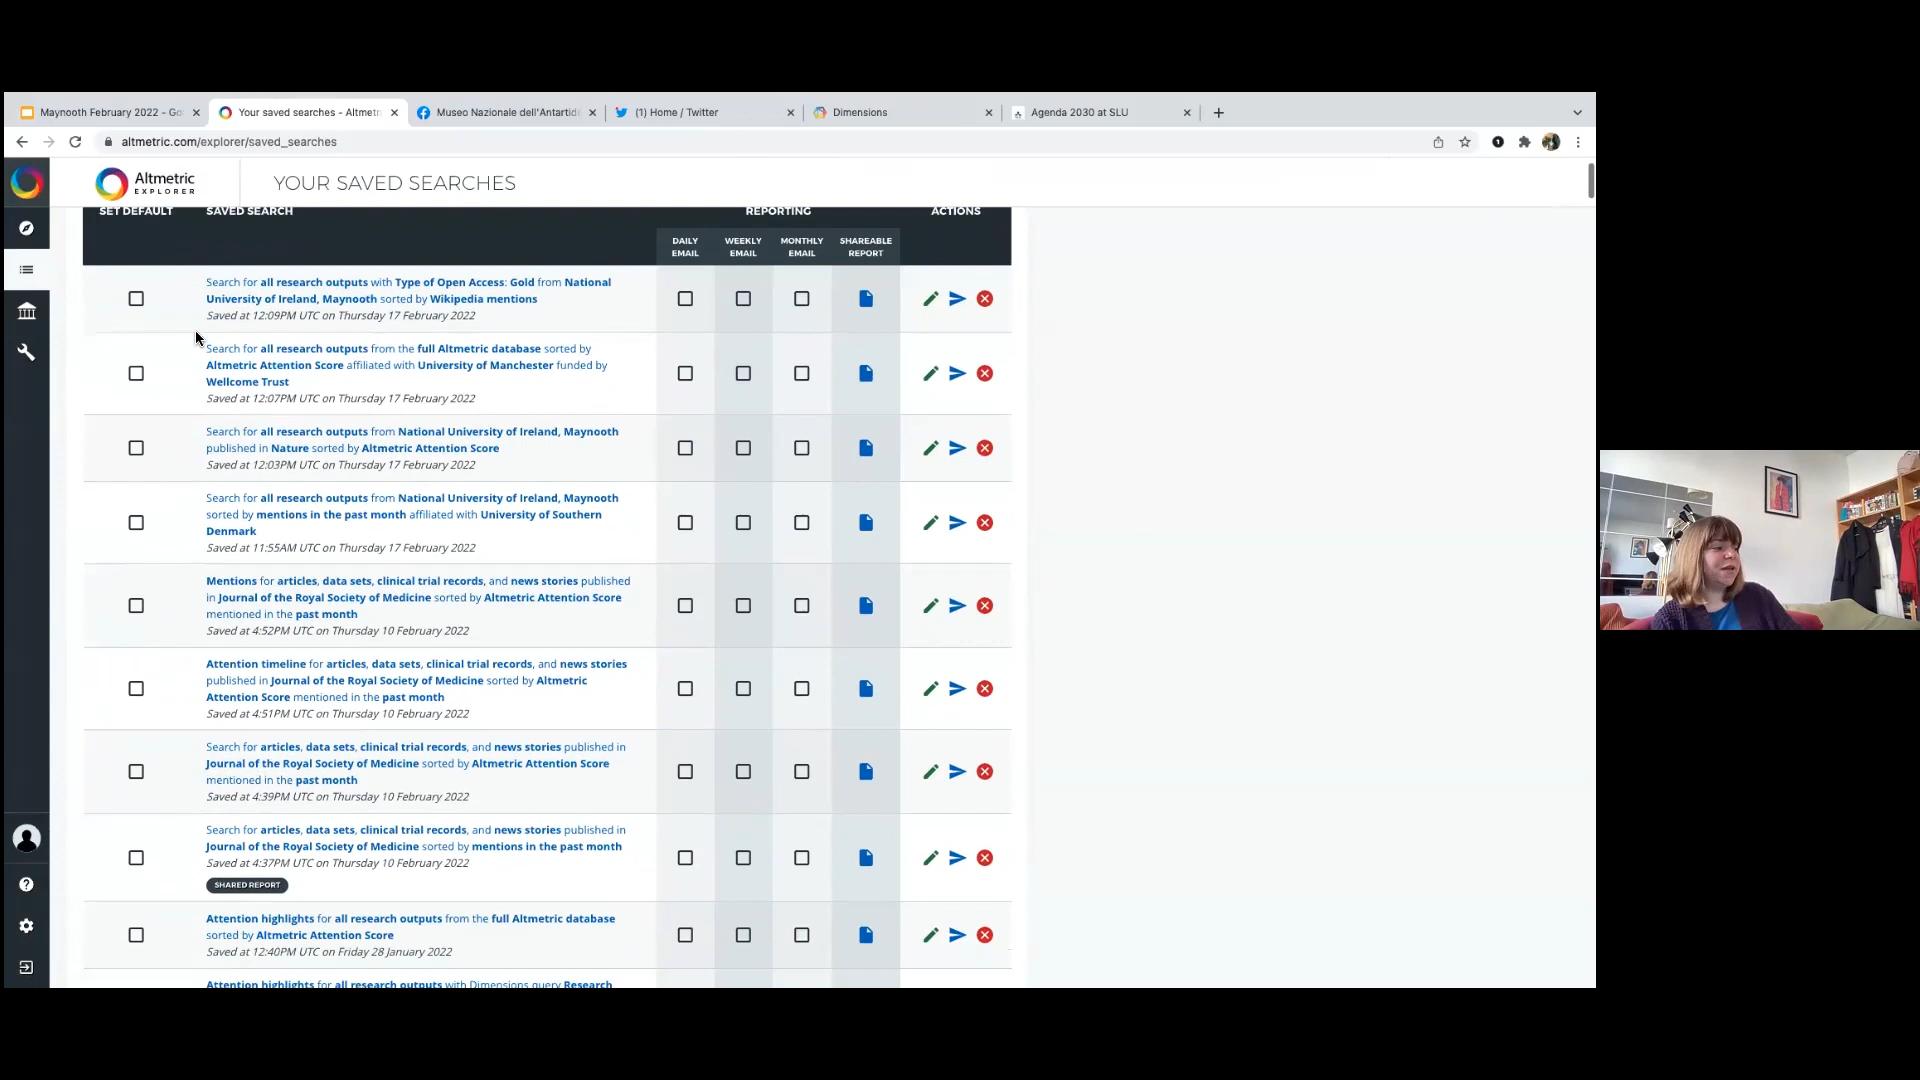 Maynooth February 2022 - Go
Your saved searches - Altmetr
Museo Nazionale dell'Antartid
(1) Home / Twitter
Dimensions
Agenda 2030 at SLU
altmetric.com/explorer/saved_searches
Altmetric
EXPLORER
YOUR SAVED SEARCHES
SET DEFAULT
SAVED SEARCH
REPORTING
ACTIONS
DAILY
EMAIL
WEEKLY
EMAIL
MONTHLY
EMAIL
SHAREABLE
REPORT
Search for all research outputs with Type of Open Access: Gold from National
University of Ireland, Maynooth sorted by Wikipedia mentions
Saved at 12:09PM UTC on Thursday 17 February 2022
Search for all research outputs from the full Altmetric database sorted by
Altmetric Attention Score affiliated with University of Manchester funded by
Wellcome Trust
Saved at 12:07PM UTC on Thursday 17 February 2022
Search for all research outputs from National University of Ireland, Maynooth
published in Nature sorted by Altmetric Attention Score
Saved at 12:03PM UTC on Thursday 17 February 2022
Search for all research outputs from National University of Ireland, Maynooth
sorted by mentions in the past month affiliated with University of Southern
Denmark
Saved at 11:55AM UTC on Thursday 17 February 2022
Mentions for articles, data sets, clinical trial records, and news stories published
in Journal of the Royal Society of Medicine sorted by Altmetric Attention Score
mentioned in the past month
Saved at 4:52PM UTC on Thursday 10 February 2022
Attention timeline for articles, data sets, clinical trial records, and news stories
published in Journal of the Royal Society of Medicine sorted by Altmetric
Attention Score mentioned in the past month
Saved at 4:51PM UTC on Thursday 10 February 2022
Search for articles, data sets, clinical trial records, and news stories published in
Journal of the Royal Society of Medicine sorted by Altmetric Attention Score
mentioned in the past month
Saved at 4:39PM UTC on Thursday 10 February 2022
Search for articles, data sets, clinical trial records, and news stories published in
Journal of the Royal Society of Medicine sorted by mentions in the past month
Saved at 4:37PM UTC on Thursday 10 February 2022
SHARED REPORT
Attention highlights for all research outputs from the full Altmetric database
sorted by Altmetric Attention Score
Saved at 12:40PM UTC on Friday 28 January 2022
Attention highlights for all research outputs with Dimensions query Research